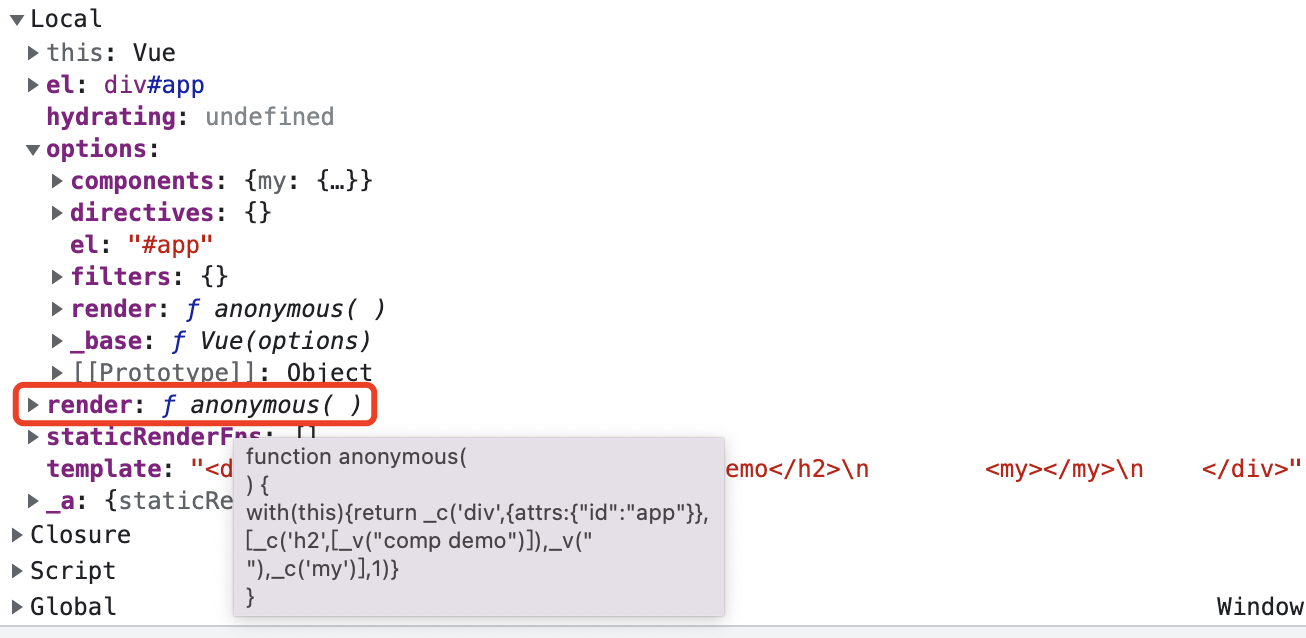 Local
this: Vue
el: div#app
hydrating: undefined
options:
components: {my: {…}}
directives: {}
el: "#app"
filters: {}
render: ƒ anonymous( )
_base: ƒ Vue(options)
[[Prototype]]: Object
render: ƒ anonymous( )
staticRenderFns: []
template: "<d emo</h2>\n <my></my>\n </div>"
_a: {staticRe
function anonymous(
) {
with(this){return _c('div',{attrs:{"id":"app"}},
[_c('h2',[_v("comp demo")]),_v("
"),_c('my')],1)}
}
Closure
Script
Global Window